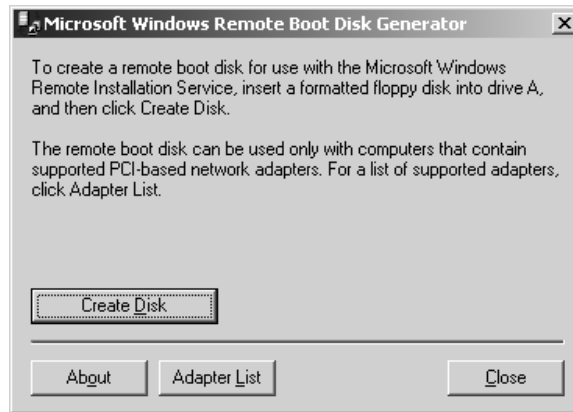 Microsoft Windows Remote Boot Disk Generator
To create a remote boot disk for use with the Microsoft Windows
Remote Installation Service, insert a formatted floppy disk into drive A,
and then click Create Disk.
The remote boot disk can be used only with computers that contain
supported PCI-based network adapters. For a list of supported adapters,
click Adapter List.
Create Disk
About Adapter List Close